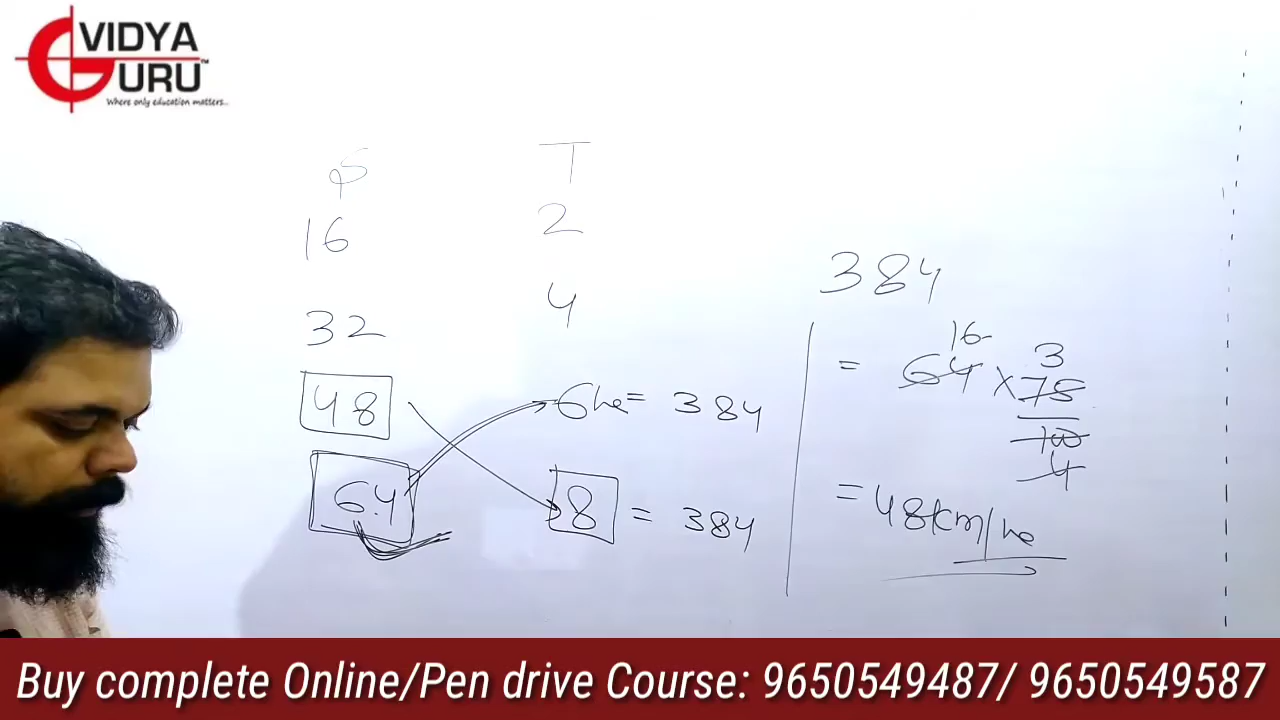 VIDYA
GURU™
Where only education matters...
S T
16 2
32 4
48 6hr = 384
64 8 = 384
384
= 64 × 75
16 3
100
4
= 48km/hr
Buy complete Online/Pen drive Course: 9650549487/ 9650549587